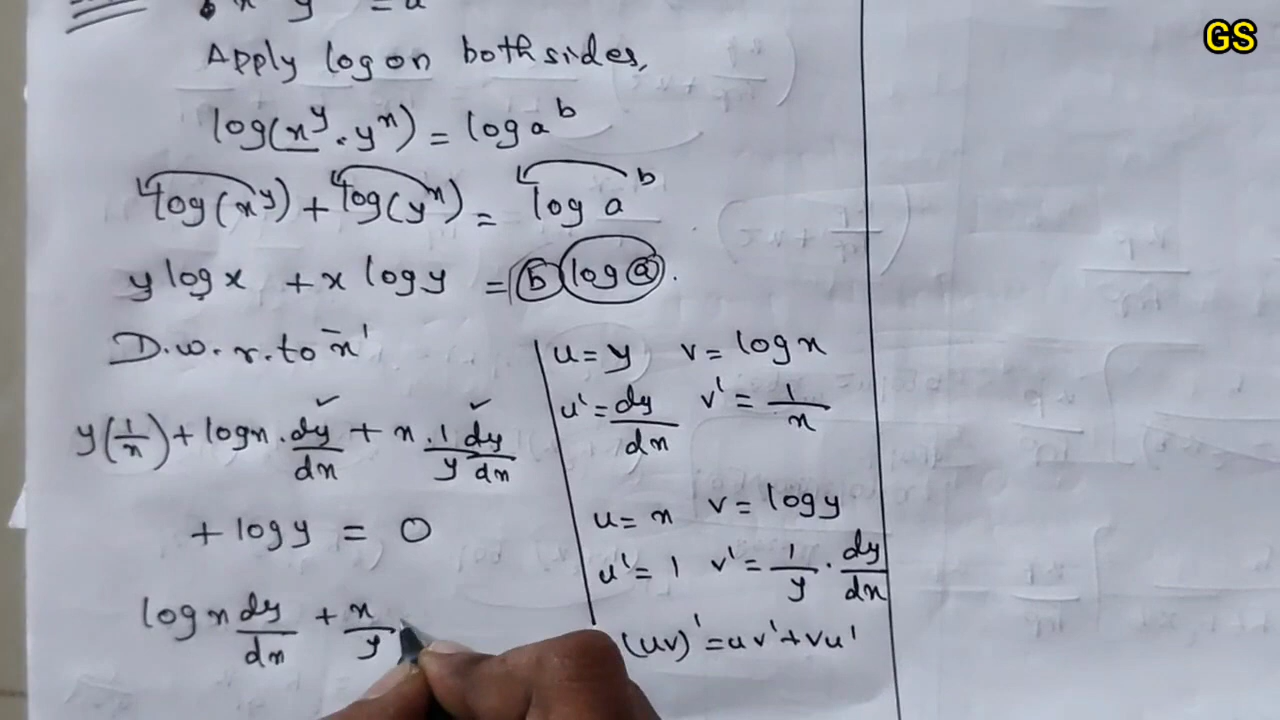 GS
x y = a
Apply log on both sides,
log(x^y . y^x) = log a^b
log(x^y) + log(y^x) = log a^b
y log x + x log y = b log a .
D.w.r.to 'x'
y(1/x) + log x . dy/dx + x . 1/y dy/dx
+ log y = 0
log x dy/dx + x/y
u = y v = log x
u' = dy/dx v' = 1/x
u = x v = log y
u' = 1 v' = 1/y . dy/dx
(uv)' = uv' + vu'